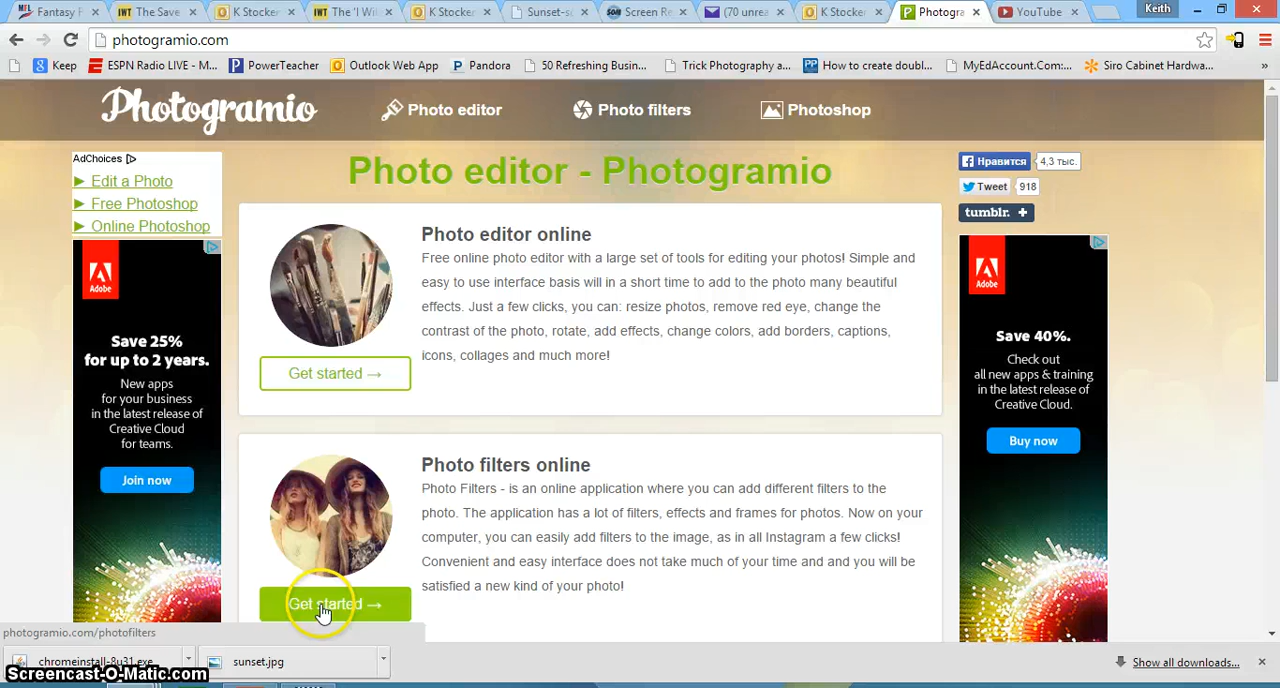 Fantasy
IWT The Save
K Stocker
IWT The 'I Wit
K Stocker
Sunset-s
Screen Re
(70 unrea
K Stocker
Photogra
YouTube
Keith
photogramio.com
Keep
ESPN Radio LIVE - M...
PowerTeacher
Outlook Web App
Pandora
50 Refreshing Busin...
Trick Photography a...
How to create doubl...
MyEdAccount.Com:...
Siro Cabinet Hardwa...
Photogramio
Photo editor
Photo filters
Photoshop
AdChoices
► Edit a Photo
► Free Photoshop
► Online Photoshop
Adobe
Save 25%
for up to 2 years.
New apps
for your business
in the latest release of
Creative Cloud
for teams.
Join now
Photo editor - Photogramio
Photo editor online
Free online photo editor with a large set of tools for editing your photos! Simple and
easy to use interface basis will in a short time to add to the photo many beautiful
effects. Just a few clicks, you can: resize photos, remove red eye, change the
contrast of the photo, rotate, add effects, change colors, add borders, captions,
icons, collages and much more!
Get started →
Photo filters online
Photo Filters - is an online application where you can add different filters to the
photo. The application has a lot of filters, effects and frames for photos. Now on your
computer, you can easily add filters to the image, as in all Instagram a few clicks!
Convenient and easy interface does not take much of your time and and you will be
satisfied a new kind of your photo!
Get started →
Нравится 4,3 тыс.
Tweet 918
tumblr. +
Adobe
Save 40%.
Check out
all new apps & training
in the latest release of
Creative Cloud.
Buy now
photogramio.com/photofilters
chromeinstall-8u31.exe
sunset.jpg
Show all downloads...
Screencast-O-Matic.com